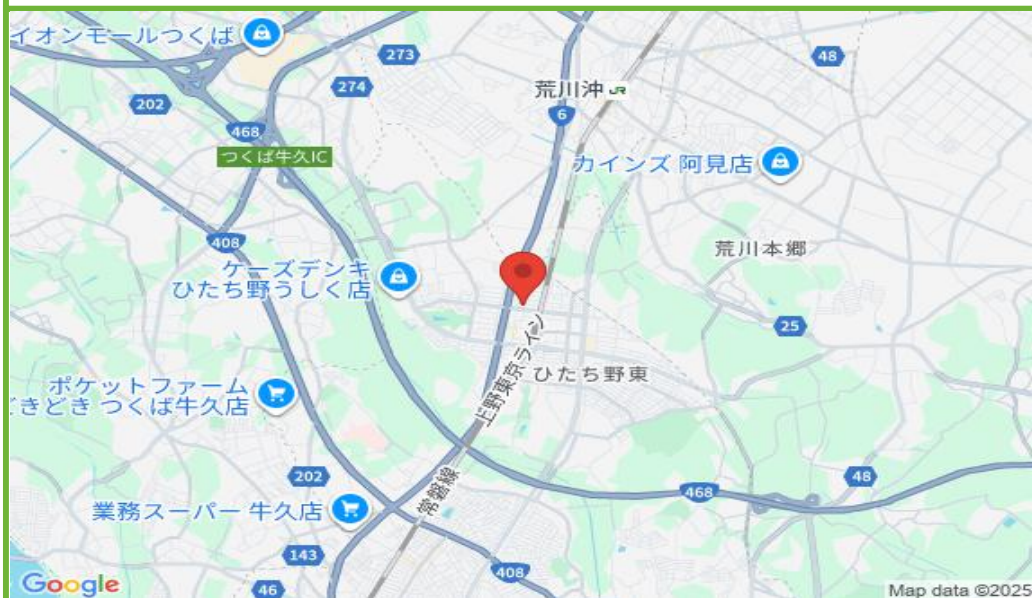 イオンモールつくば
273
48
274
荒川沖 JR
202
6
468
つくば牛久IC
カインズ 阿見店
408
荒川本郷
ケーズデンキ
ひたち野うしく店
25
上野東京ライン
ひたち野東
ポケットファーム
どきどき つくば牛久店
202
48
常磐線
468
業務スーパー 牛久店
143
408
46
Google
Map data ©2025